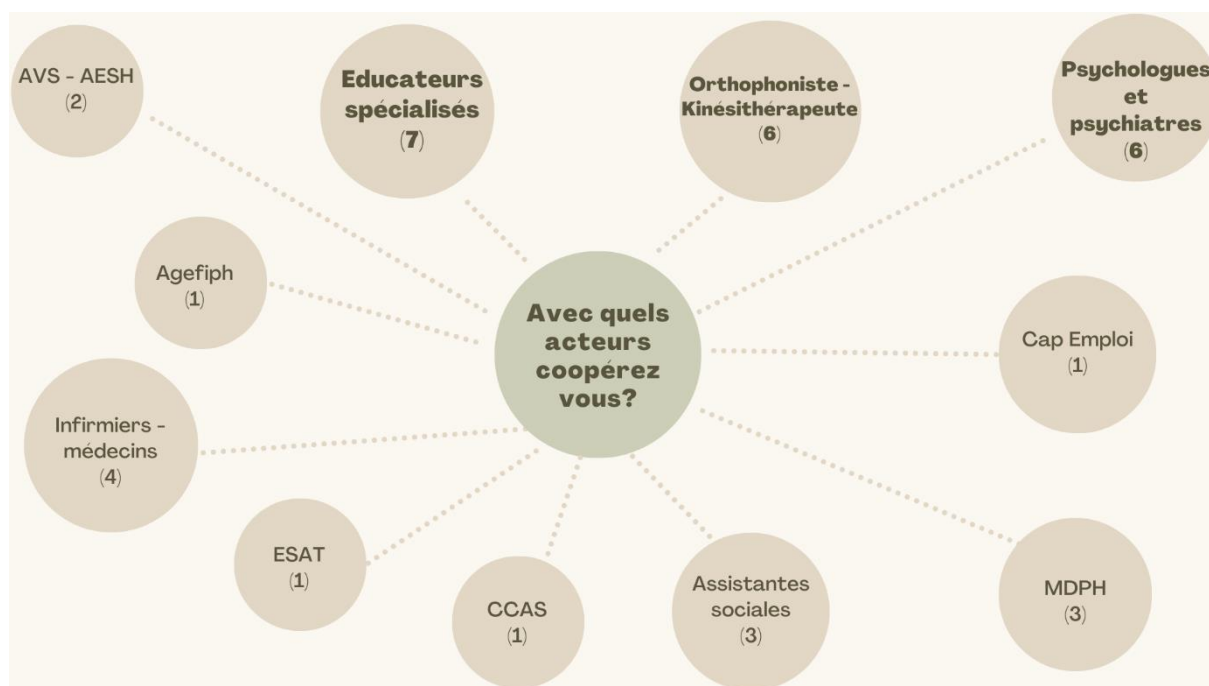 AVS - AESH
(2)
Educateurs
spécialisés
(7)
Orthophoniste -
Kinésithérapeute
(6)
Psychologues
et
psychiatres
(6)
Agefiph
(1)
Avec quels
acteurs
coopérez
vous?
Cap Emploi
(1)
Infirmiers -
médecins
(4)
ESAT
(1)
CCAS
(1)
Assistantes
sociales
(3)
MDPH
(3)